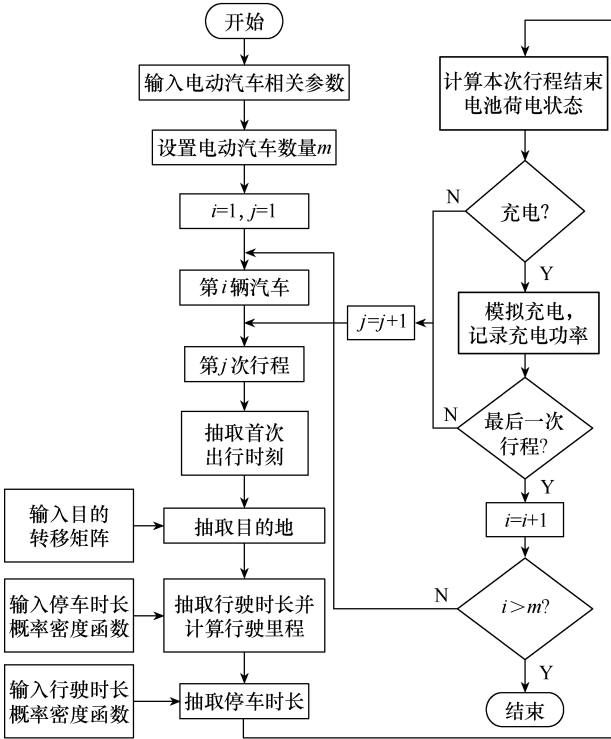 开始
输入电动汽车相关参数
设置电动汽车数量m
i=1, j=1
第i辆汽车
第j次行程
抽取首次
出行时刻
输入目的
转移矩阵
抽取目的地
输入停车时长
概率密度函数
抽取行驶时长并
计算行驶里程
输入行驶时长
概率密度函数
抽取停车时长
计算本次行程结束
电池荷电状态
充电?
N
Y
j=j+1
模拟充电，
记录充电功率
最后一次
行程?
N
Y
i=i+1
i>m?
N
Y
结束